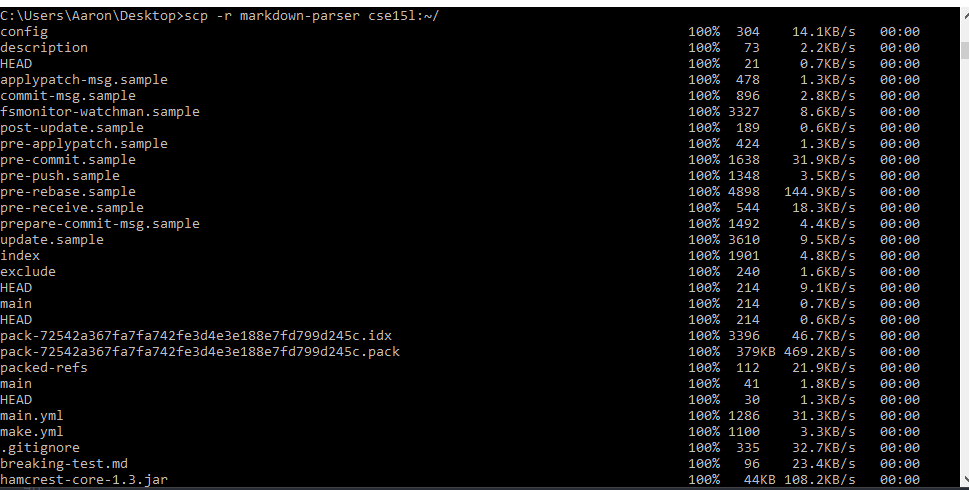 C:\Users\Aaron\Desktop>scp -r markdown-parser cse15l:~/
config 100% 304 14.1KB/s 00:00
description 100% 73 2.2KB/s 00:00
HEAD 100% 21 0.7KB/s 00:00
applypatch-msg.sample 100% 478 1.3KB/s 00:00
commit-msg.sample 100% 896 2.8KB/s 00:00
fsmonitor-watchman.sample 100% 3327 8.6KB/s 00:00
post-update.sample 100% 189 0.6KB/s 00:00
pre-applypatch.sample 100% 424 1.3KB/s 00:00
pre-commit.sample 100% 1638 31.9KB/s 00:00
pre-push.sample 100% 1348 3.5KB/s 00:00
pre-rebase.sample 100% 4898 144.9KB/s 00:00
pre-receive.sample 100% 544 18.3KB/s 00:00
prepare-commit-msg.sample 100% 1492 4.4KB/s 00:00
update.sample 100% 3610 9.5KB/s 00:00
index 100% 1901 4.8KB/s 00:00
exclude 100% 240 1.6KB/s 00:00
HEAD 100% 214 9.1KB/s 00:00
main 100% 214 0.7KB/s 00:00
HEAD 100% 214 0.6KB/s 00:00
pack-72542a367fa7fa742fe3d4e3e188e7fd799d245c.idx 100% 3396 46.7KB/s 00:00
pack-72542a367fa7fa742fe3d4e3e188e7fd799d245c.pack 100% 379KB 469.2KB/s 00:00
packed-refs 100% 112 21.9KB/s 00:00
main 100% 41 1.8KB/s 00:00
HEAD 100% 30 1.3KB/s 00:00
main.yml 100% 1286 31.3KB/s 00:00
make.yml 100% 1100 3.3KB/s 00:00
.gitignore 100% 335 32.7KB/s 00:00
breaking-test.md 100% 96 23.4KB/s 00:00
hamcrest-core-1.3.jar 100% 44KB 108.2KB/s 00:00